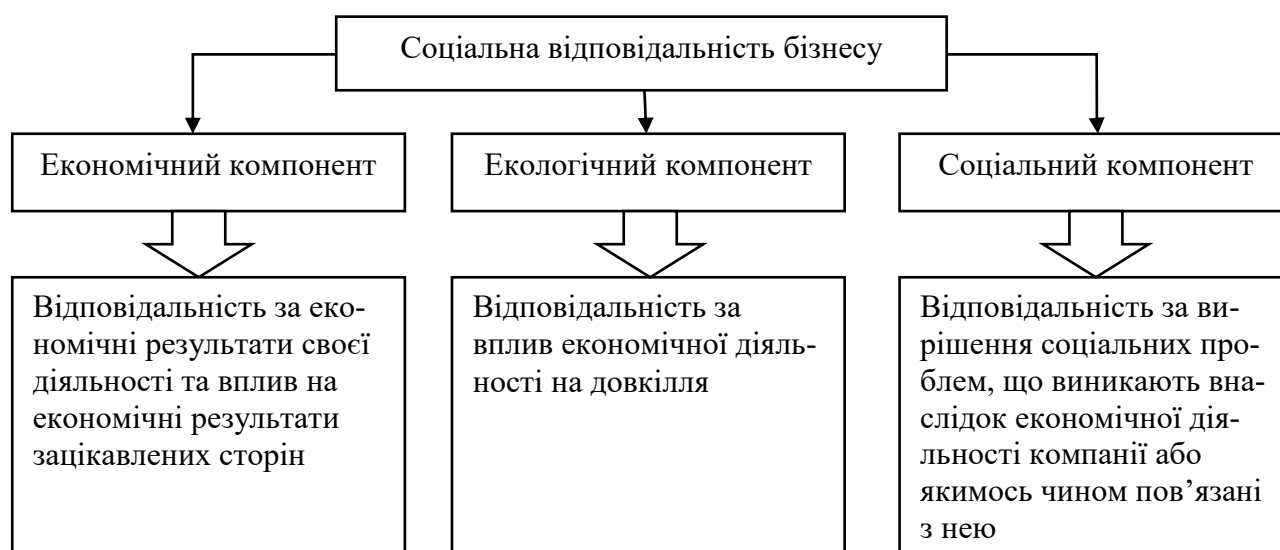 Соціальна відповідальність бізнесу
Економічний компонент
Екологічний компонент
Соціальний компонент
Відповідальність за еко-
номічні результати своєї
діяльності та вплив на
економічні результати
зацікавлених сторін
Відповідальність за
вплив економічної діяль-
ності на довкілля
Відповідальність за ви-
рішення соціальних про-
блем, що виникають вна-
слідок економічної дія-
льності компанії або
якимось чином пов’язані
з нею